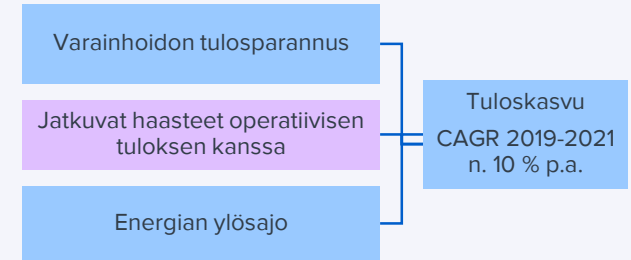 Varainhoidon tulosparannus
Jatkuvat haasteet operatiivisen
tuloksen kanssa
Energian ylösajo
Tuloskasvu
CAGR 2019-2021
n. 10 % p.a.